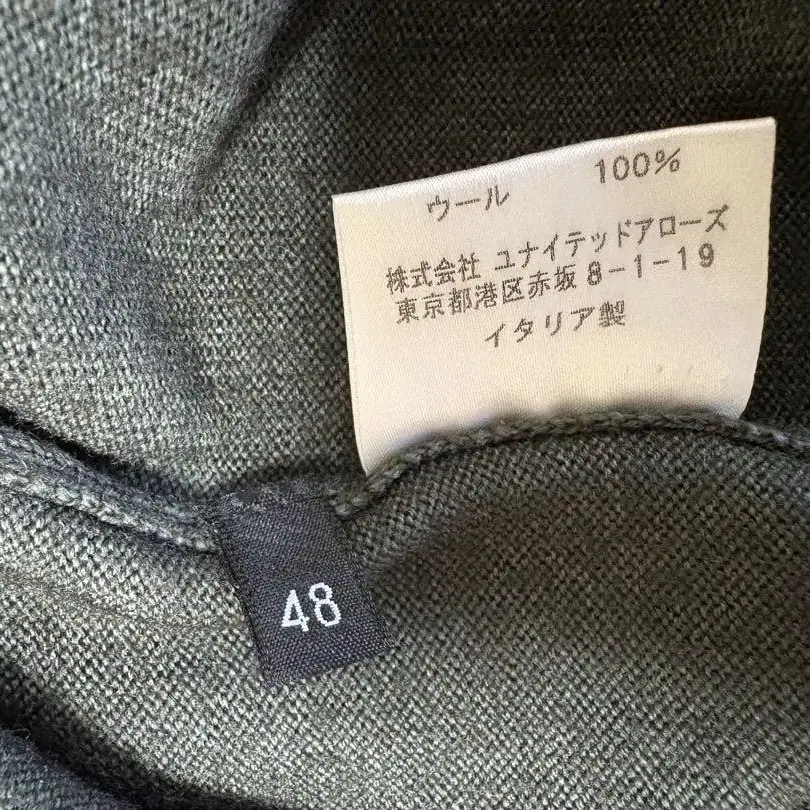 ウール 100%
株式会社 ユナイテッドアローズ
東京都港区赤坂 8-1-19
イタリア製
48